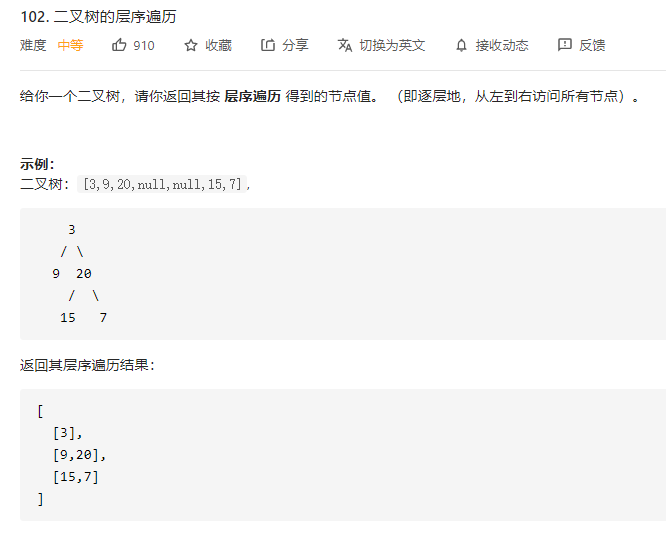 102. 二叉树的层序遍历
难度 中等 910 收藏 分享 切换为英文 接收动态 反馈
给你一个二叉树，请你返回其按 层序遍历 得到的节点值。 （即逐层地，从左到右访问所有节点）。
示例：
二叉树：[3,9,20,null,null,15,7],
3
/ \
9 20
/ \
15 7
返回其层序遍历结果：
[
[3],
[9,20],
[15,7]
]